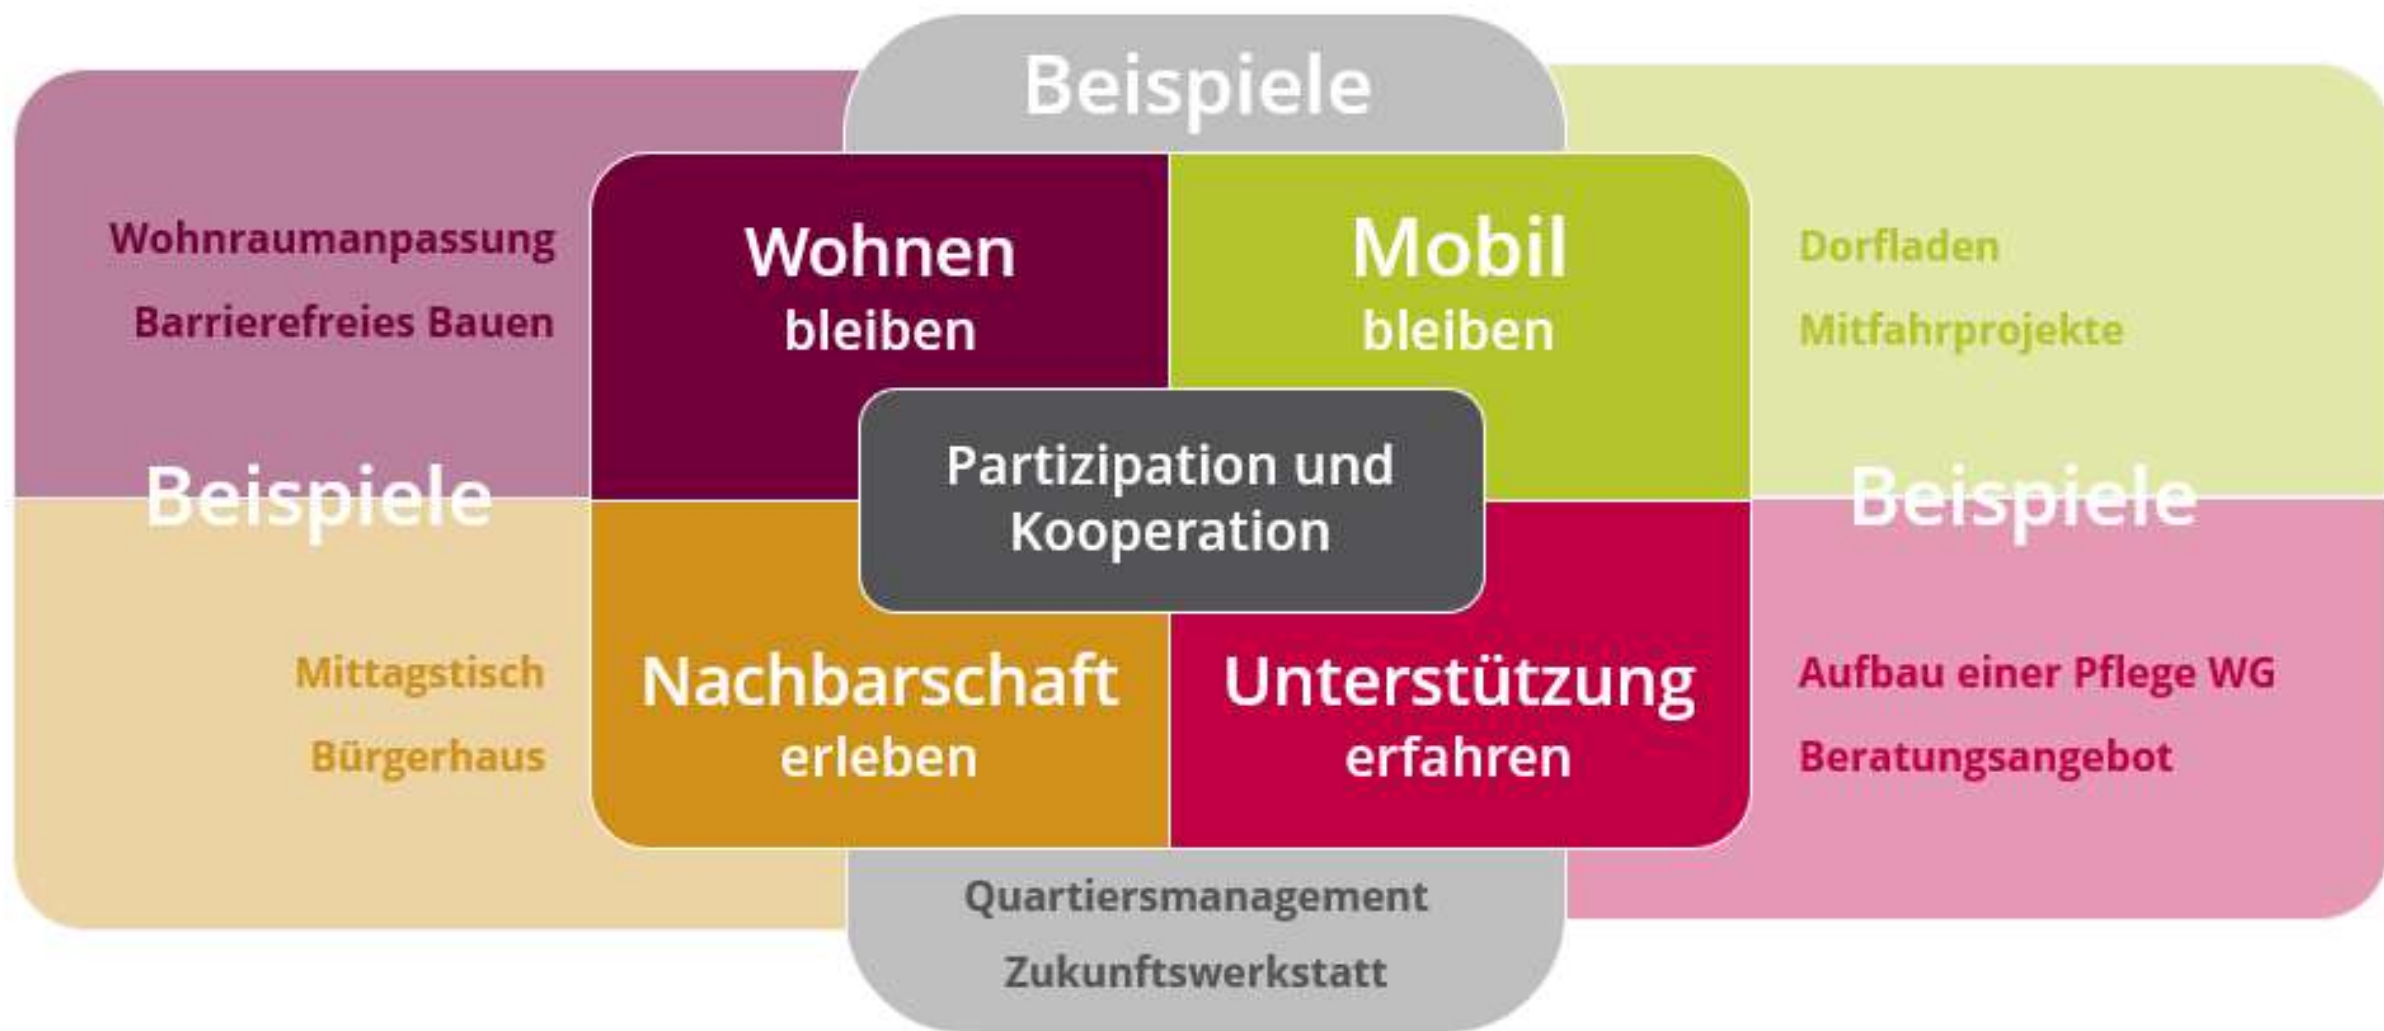 Beispiele
Wohnraumanpassung
Barrierefreies Bauen
Wohnen
bleiben
Mobil
bleiben
Dorfladen
Mitfahrprojekte
Beispiele
Partizipation und
Kooperation
Beispiele
Mittagstisch
Bürgerhaus
Nachbarschaft
erleben
Unterstützung
erfahren
Aufbau einer Pflege WG
Beratungsangebot
Quartiersmanagement
Zukunftswerkstatt